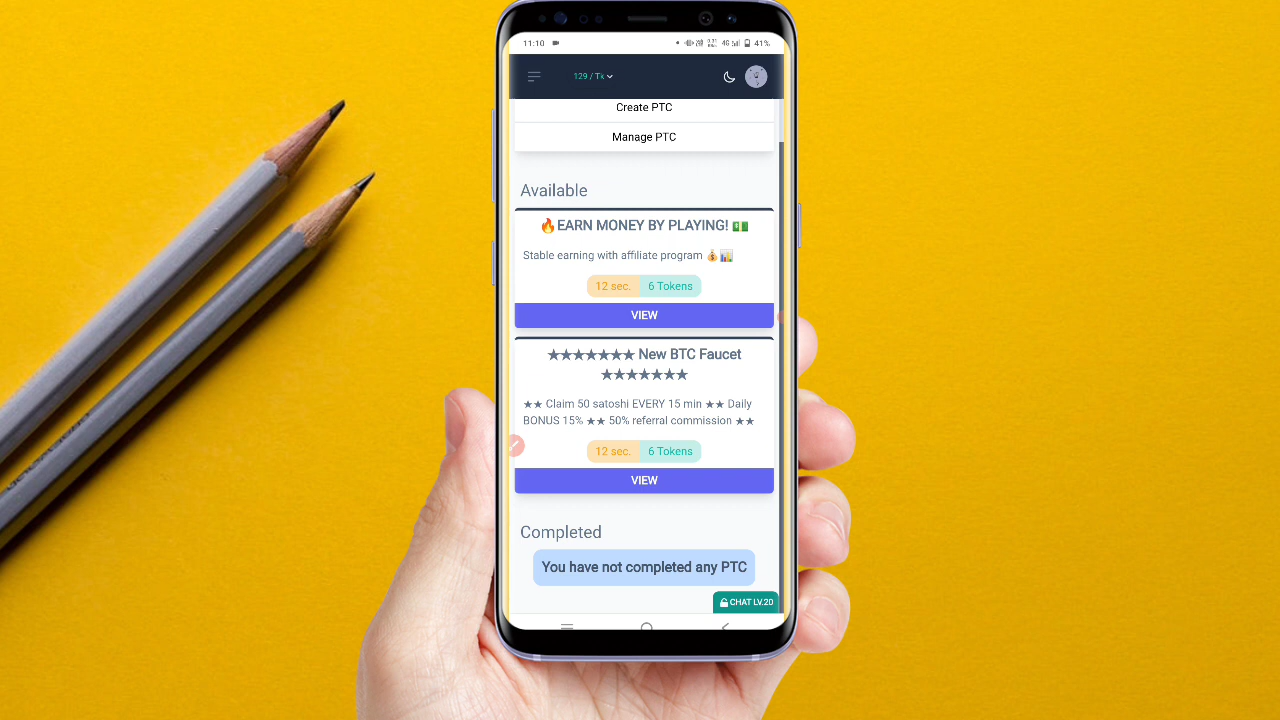 11:10
4G
41%
129 / Tk
Create PTC
Manage PTC
Available
🔥EARN MONEY BY PLAYING! 💵
Stable earning with affiliate program 💰📊
12 sec. 6 Tokens
VIEW
★★★★★★★ New BTC Faucet
★★★★★★★
★★ Claim 50 satoshi EVERY 15 min ★★ Daily
BONUS 15% ★★ 50% referral commission ★★
12 sec. 6 Tokens
VIEW
Completed
You have not completed any PTC
CHAT LV.20